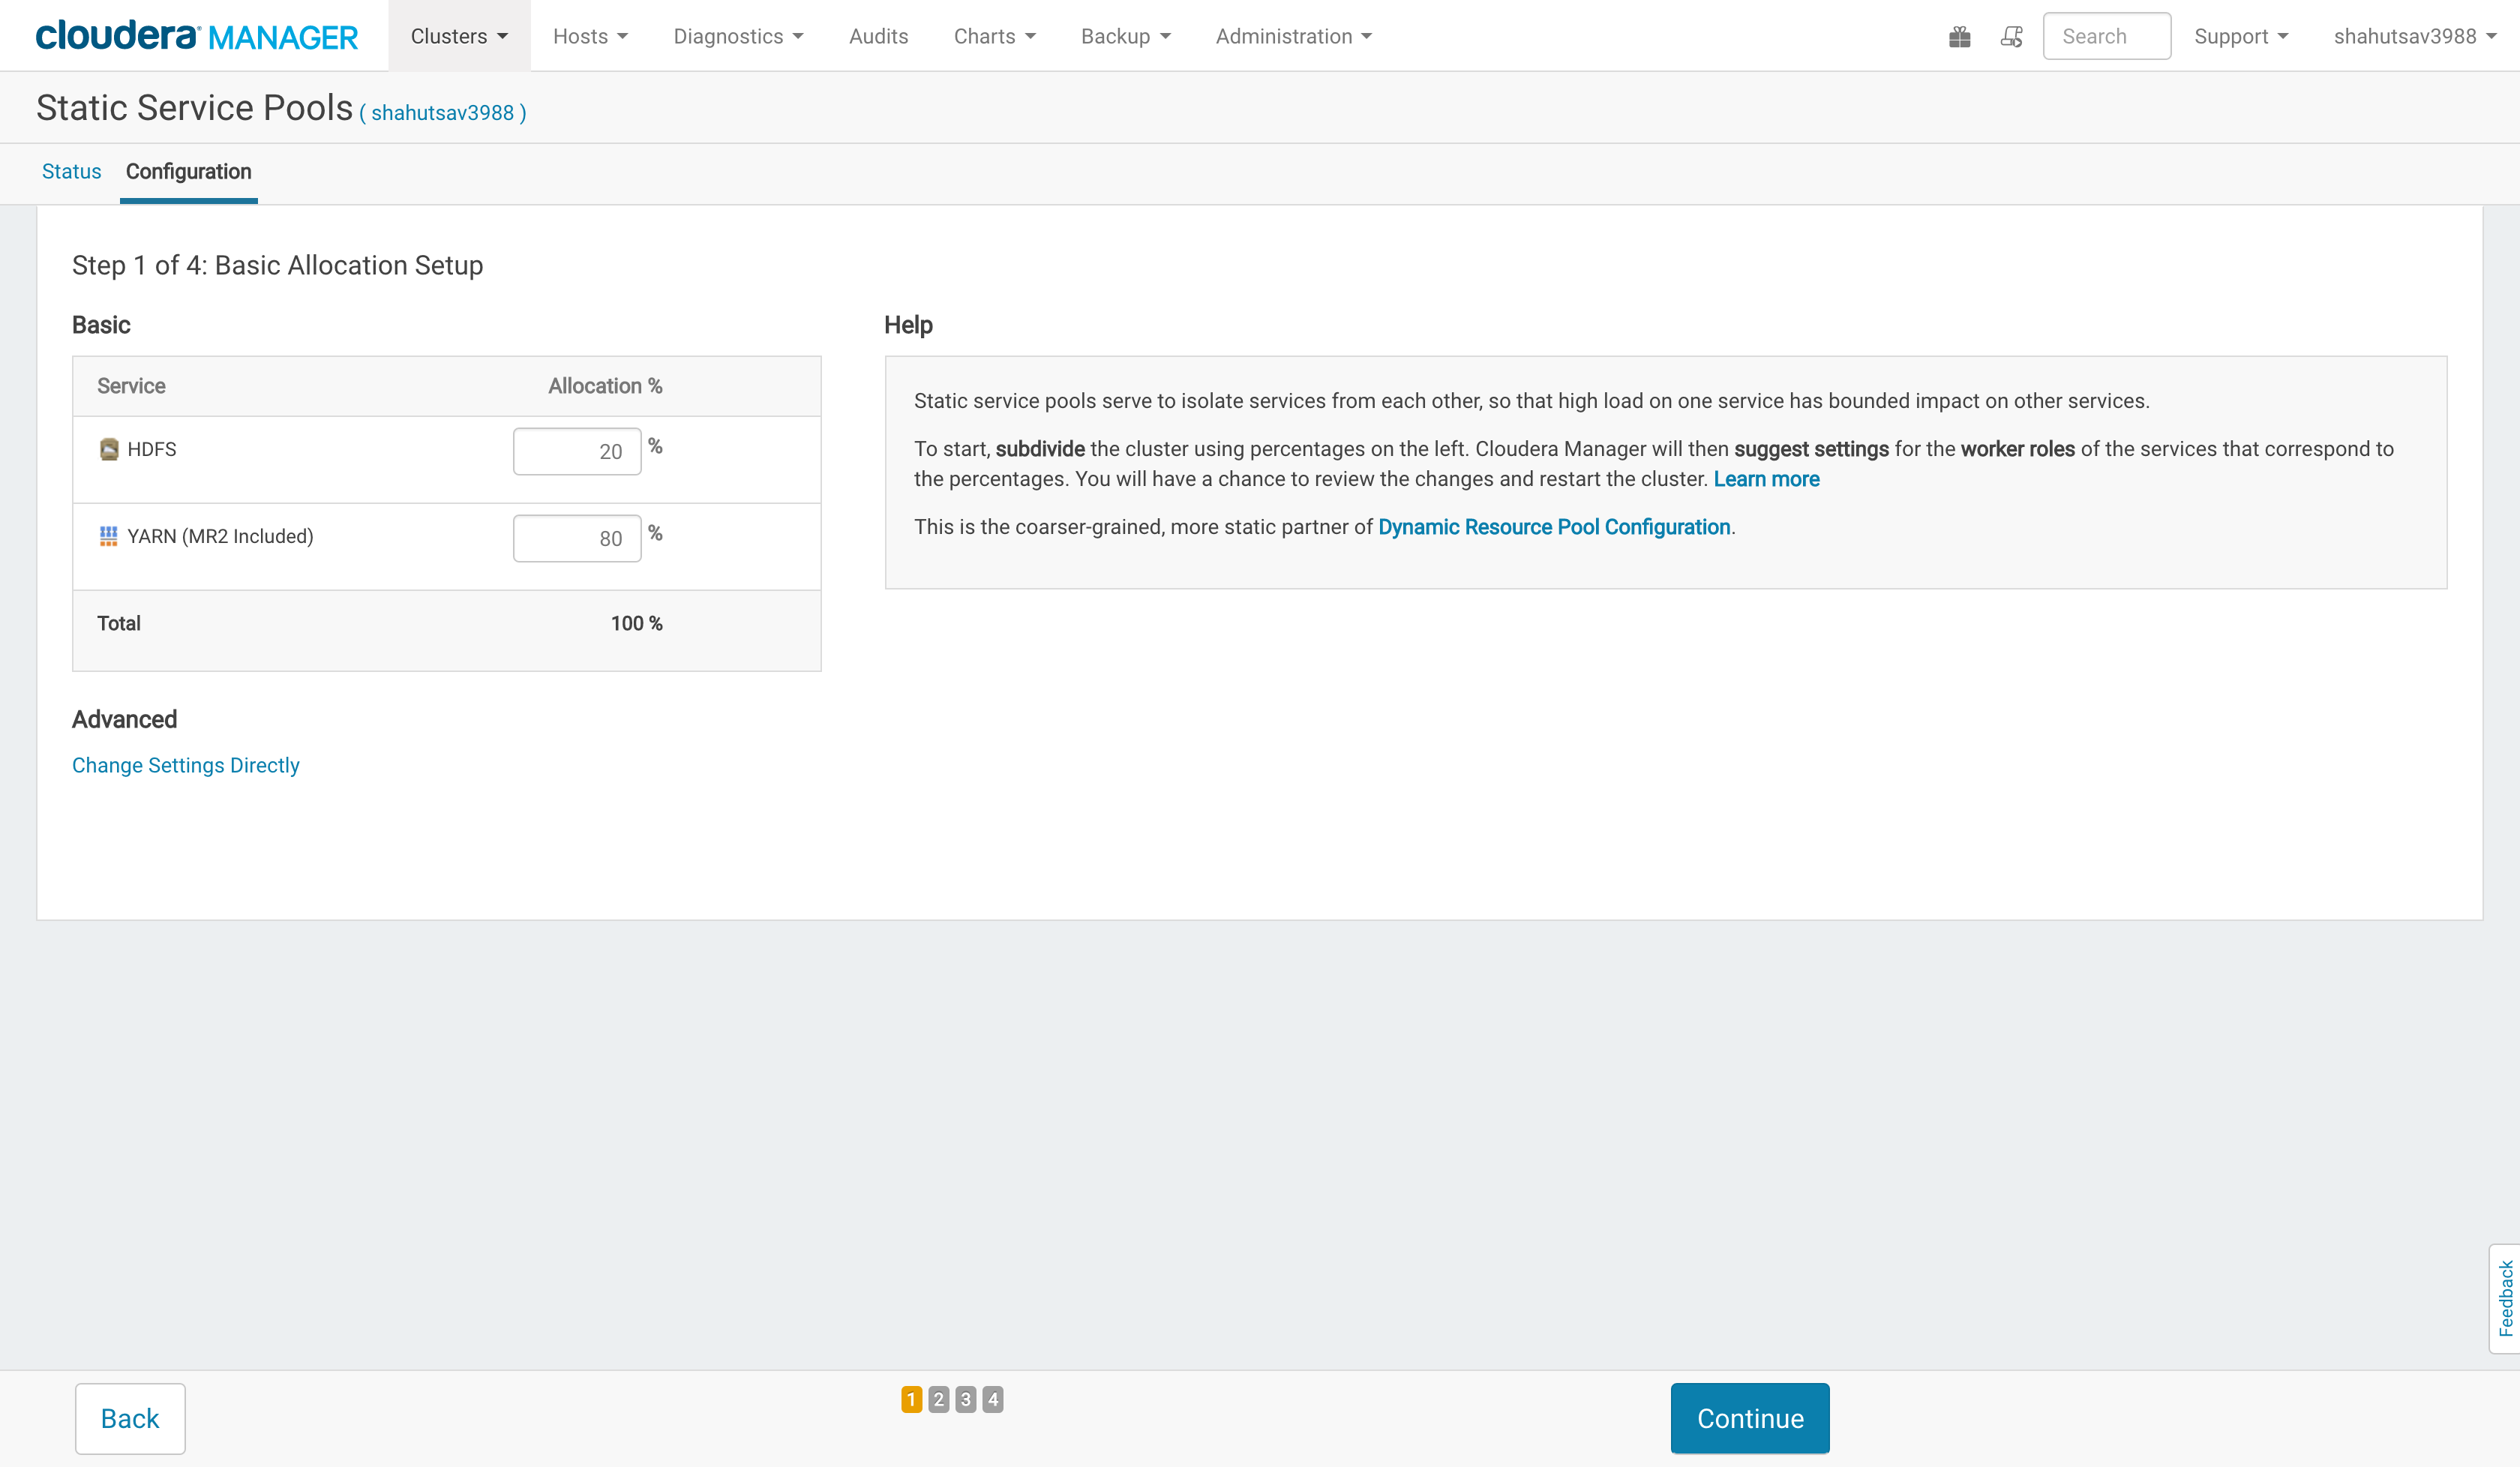 cloudera MANAGER Clusters Hosts Diagnostics Audits Charts Backup Administration Search Support shahutsav3988
Static Service Pools ( shahutsav3988 )
Status Configuration
Step 1 of 4: Basic Allocation Setup
Basic
Service Allocation %
HDFS 20 %
YARN (MR2 Included) 80 %
Total 100 %
Advanced
Change Settings Directly
Help
Static service pools serve to isolate services from each other, so that high load on one service has bounded impact on other services.
To start, subdivide the cluster using percentages on the left. Cloudera Manager will then suggest settings for the worker roles of the services that correspond to
the percentages. You will have a chance to review the changes and restart the cluster. Learn more
This is the coarser-grained, more static partner of Dynamic Resource Pool Configuration.
Feedback
Back 1 2 3 4 Continue